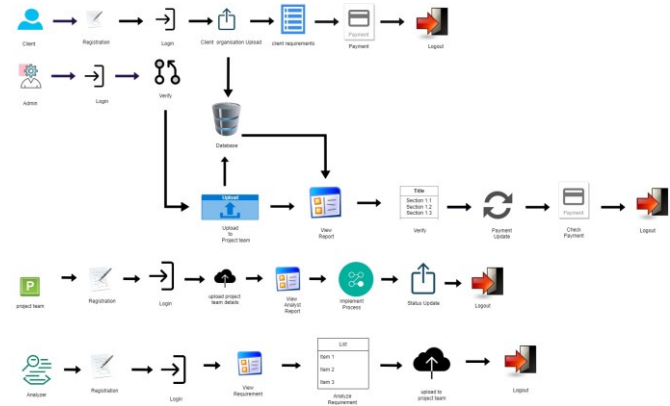 Payment
Client
Registration
Login
Client organisation Upload
client requirements
Payment
Logout
Admin
Login
Verify
Database
Upload
Upload
to
Project team
View
Report
Title
Section 1.1
Section 1.2
Section 1.3
Verify
Payment
Update
Payment
Check
Payment
Logout
P
project team
Registration
Login
upload project
team details
View
Analyst
Report
Implement
Process
Status Update
Logout
Analyzer
Registration
Login
View
Requirement
List
Item 1
Item 2
Item 3
Analyze
Requirement
upload to
project team
Logout